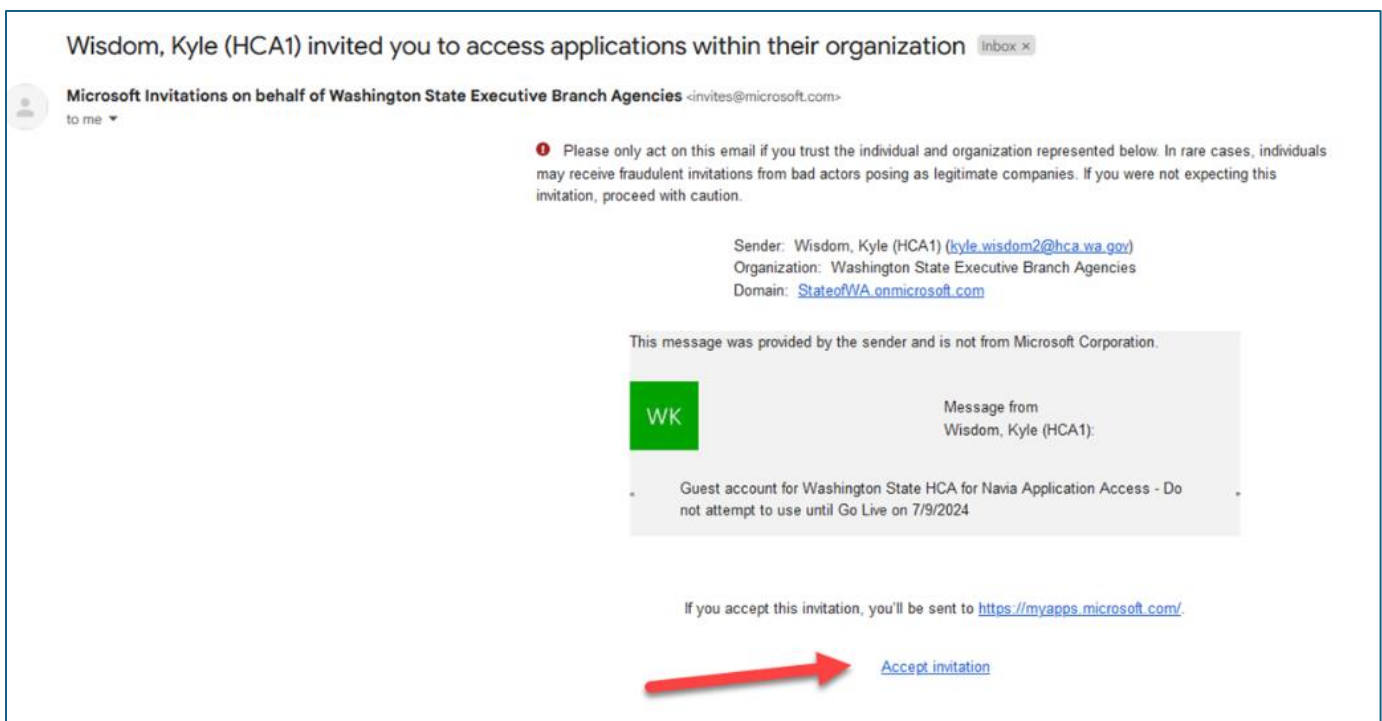 Wisdom, Kyle (HCA1) invited you to access applications within their organization Inbox ×
Microsoft Invitations on behalf of Washington State Executive Branch Agencies <invites@microsoft.com>
to me
Please only act on this email if you trust the individual and organization represented below. In rare cases, individuals
may receive fraudulent invitations from bad actors posing as legitimate companies. If you were not expecting this
invitation, proceed with caution.
Sender: Wisdom, Kyle (HCA1) (kyle.wisdom2@hca.wa.gov)
Organization: Washington State Executive Branch Agencies
Domain: StateofWA.onmicrosoft.com
This message was provided by the sender and is not from Microsoft Corporation.
WK
Message from
Wisdom, Kyle (HCA1):
Guest account for Washington State HCA for Navia Application Access - Do
not attempt to use until Go Live on 7/9/2024
If you accept this invitation, you'll be sent to https://myapps.microsoft.com/.
Accept invitation